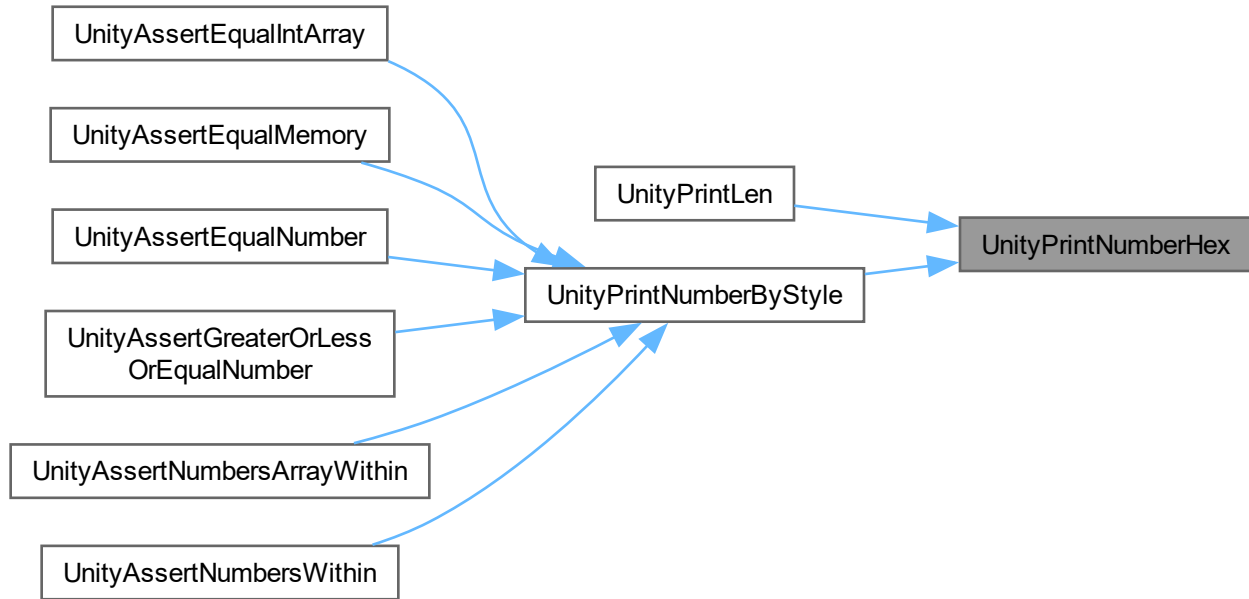 UnityAssertEqualIntArray
UnityAssertEqualMemory
UnityAssertEqualNumber
UnityAssertGreaterOrLess
OrEqualNumber
UnityAssertNumbersArrayWithin
UnityAssertNumbersWithin
UnityPrintLen
UnityPrintNumberByStyle
UnityPrintNumberHex